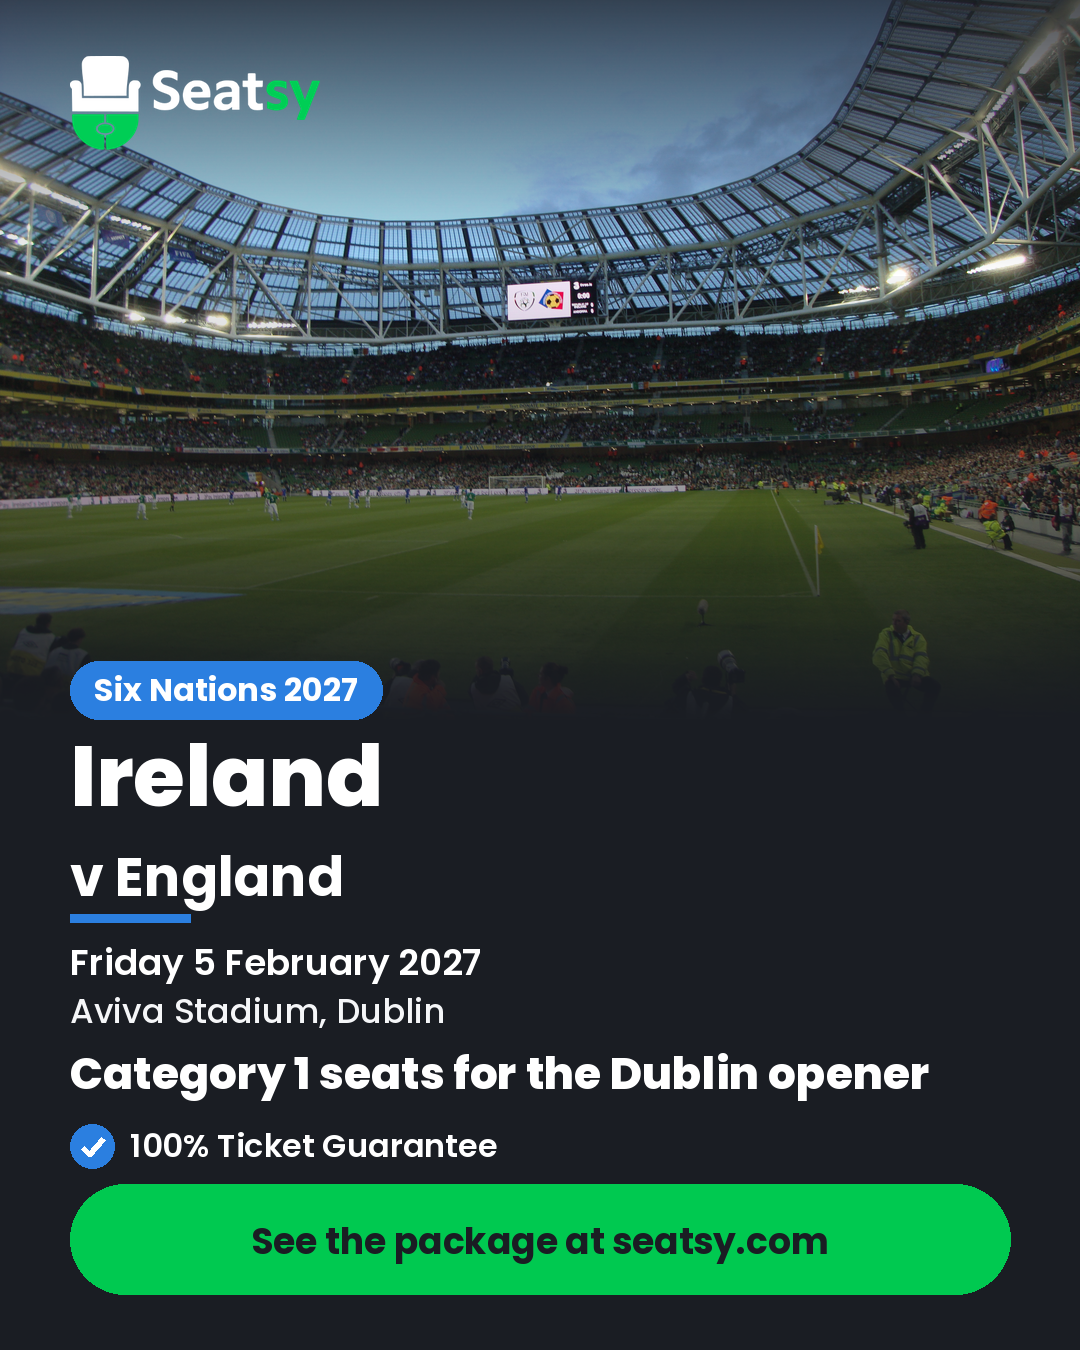 Seatsy
Six Nations 2027
Ireland
v England
Friday 5 February 2027
Aviva Stadium, Dublin
Category 1 seats for the Dublin opener
100% Ticket Guarantee
See the package at seatsy.com